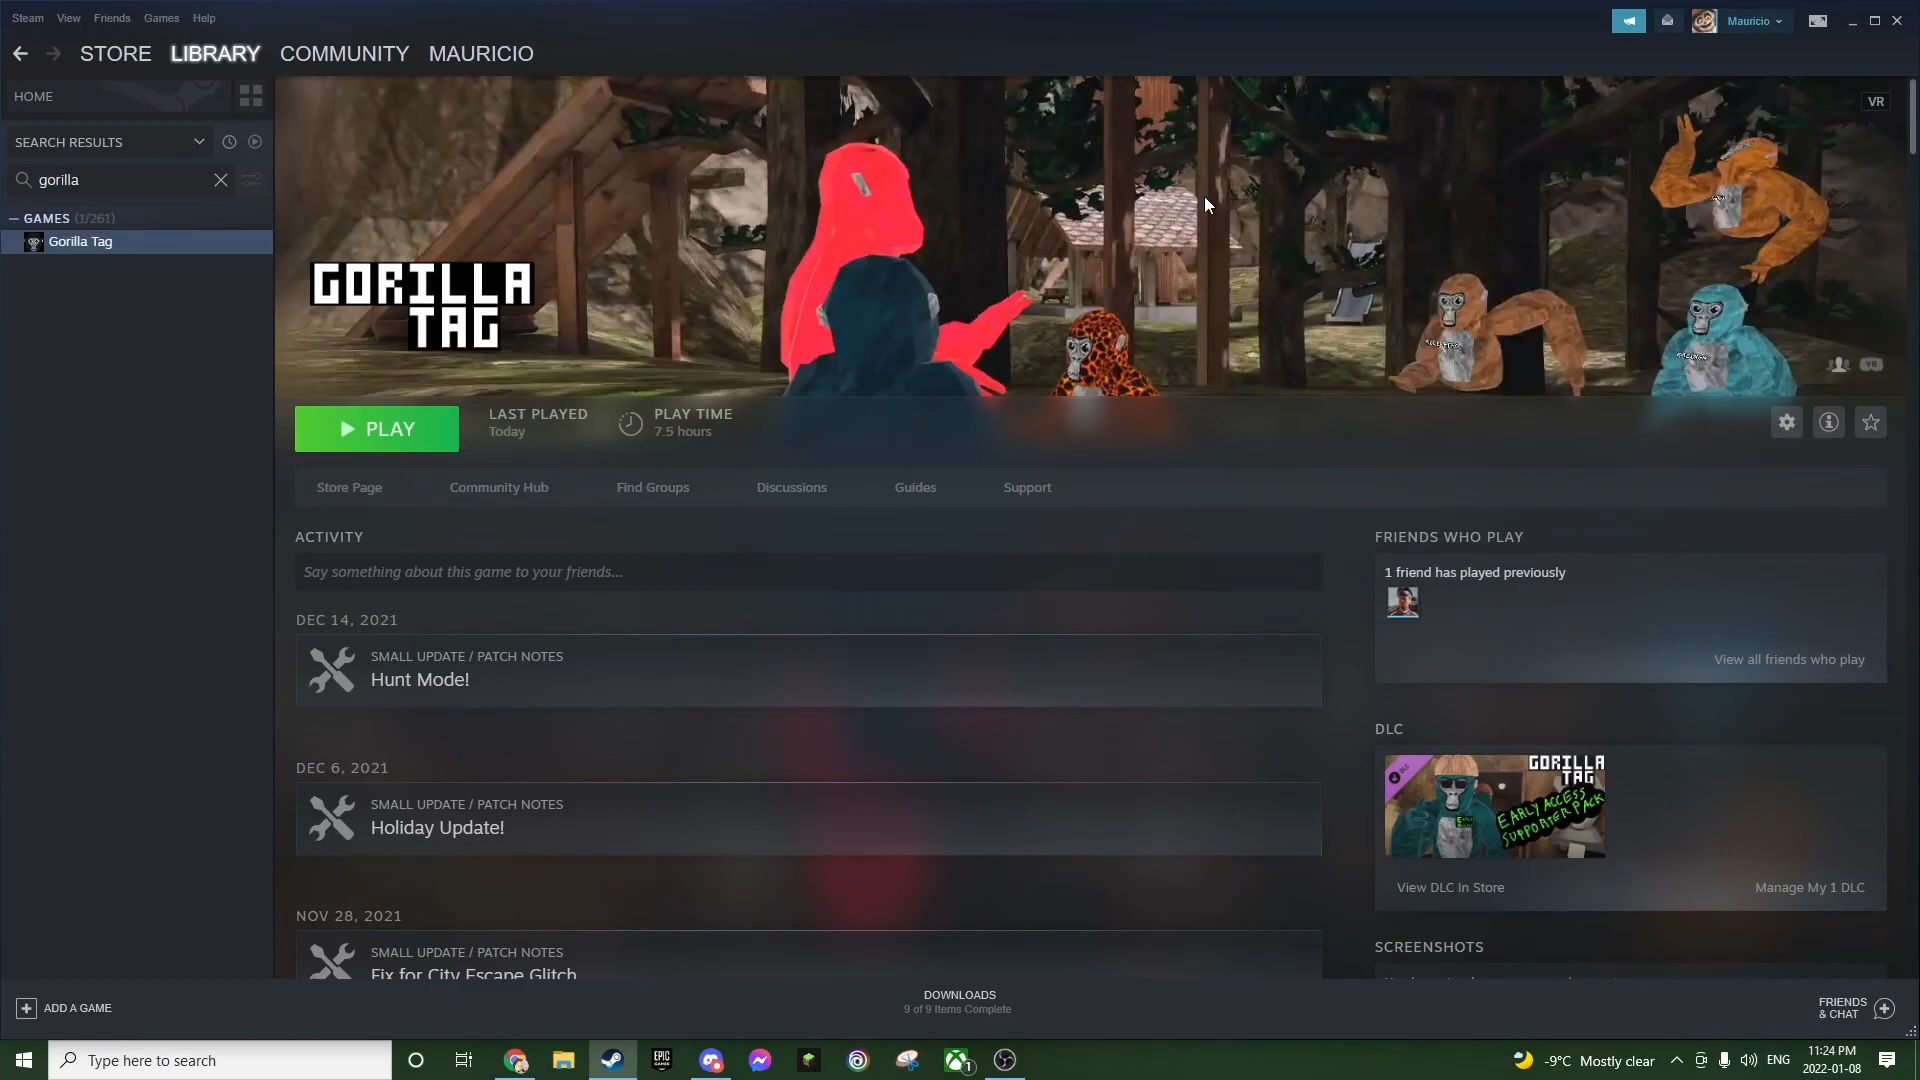 Steam View Friends Games Help
Mauricio
STORE LIBRARY COMMUNITY MAURICIO
HOME
VR
SEARCH RESULTS
gorilla
GAMES (1/261)
Gorilla Tag
GORILLA
TAG
VR
PLAY
LAST PLAYED
Today
PLAY TIME
7.5 hours
Store Page Community Hub Find Groups Discussions Guides Support
ACTIVITY
Say something about this game to your friends...
DEC 14, 2021
SMALL UPDATE / PATCH NOTES
Hunt Mode!
DEC 6, 2021
SMALL UPDATE / PATCH NOTES
Holiday Update!
NOV 28, 2021
SMALL UPDATE / PATCH NOTES
Fix for City Escape Glitch
FRIENDS WHO PLAY
1 friend has played previously
View all friends who play
DLC
DLC
GORILLA
TAG
EARLY ACCESS
SUPPORTER PACK
View DLC In Store
Manage My 1 DLC
SCREENSHOTS
ADD A GAME
DOWNLOADS
9 of 9 Items Complete
FRIENDS
& CHAT
Type here to search
EPIC
GAMES
1
-9°C Mostly clear
ENG
11:24 PM
2022-01-08